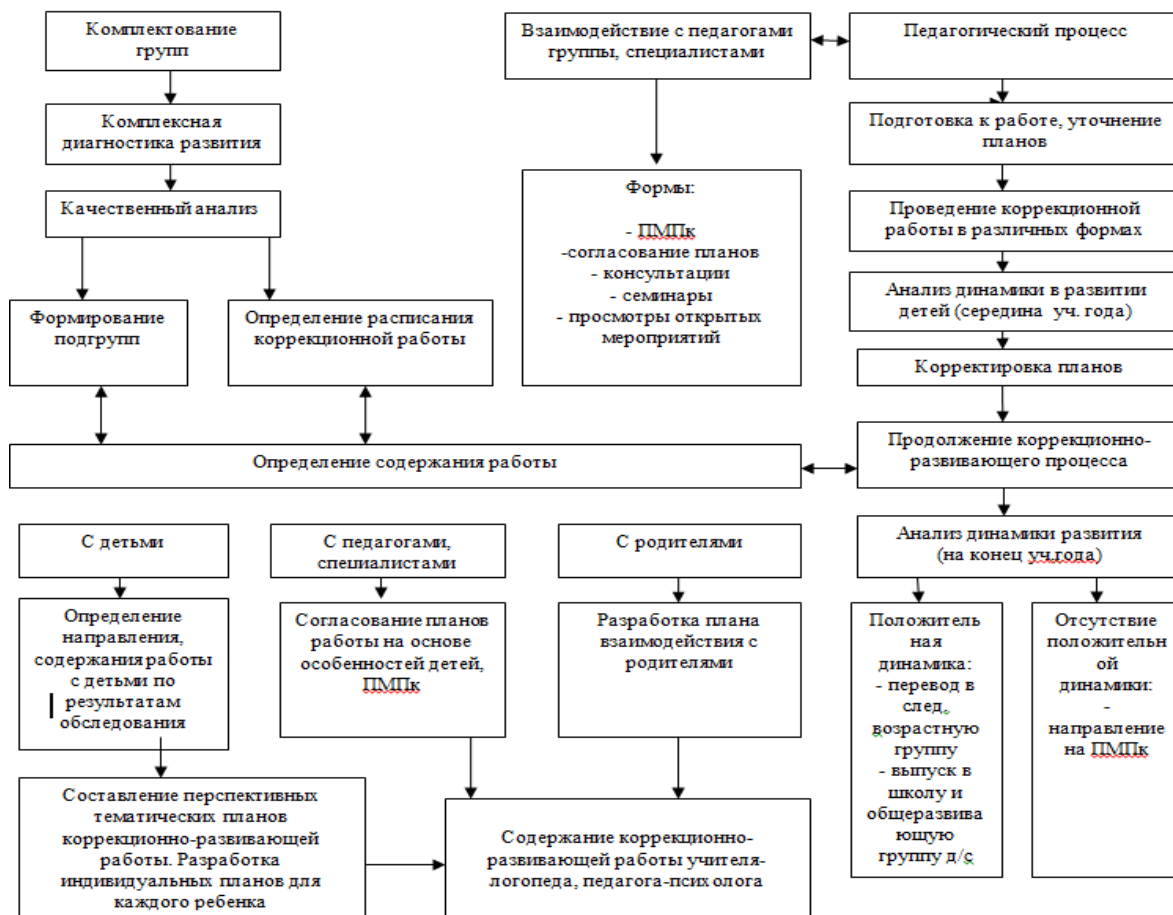 Комплектование
групп
Комплексная
диагностика развития
Качественный анализ
Формирование
подгрупп
Определение расписания
коррекционной работы
Взаимодействие с педагогами
группы, специалистами
Формы:
- ПМПк
-согласование планов
- консультации
- семинары
- просмотры открытых
мероприятий
Педагогический процесс
Подготовка к работе, уточнение
планов
Проведение коррекционной
работы в различных формах
Анализ динамики в развитии
детей (середина уч. года)
Корректировка планов
Определение содержания работы
Продолжение коррекционно-
развивающего процесса
Анализ динамики развития
(на конец уч.года)
С детьми
С педагогами,
специалистами
С родителями
Определение
направления,
содержания работы
с детьми по
результатам
обследования
Согласование планов
работы на основе
особенностей детей,
ПМПк
Разработка плана
взаимодействия с
родителями
Положитель
ная
динамика:
- перевод в
след.
возрастную
группу
- выпуск в
школу и
общеразвива
ющую
группу д/с
Отсутствие
положительн
ой
динамики:
-
направление
на ПМПк
Составление перспективных
тематических планов
коррекционно-развивающей
работы. Разработка
индивидуальных планов для
каждого ребенка
Содержание коррекционно-
развивающей работы учителя-
логопеда, педагога-психолога